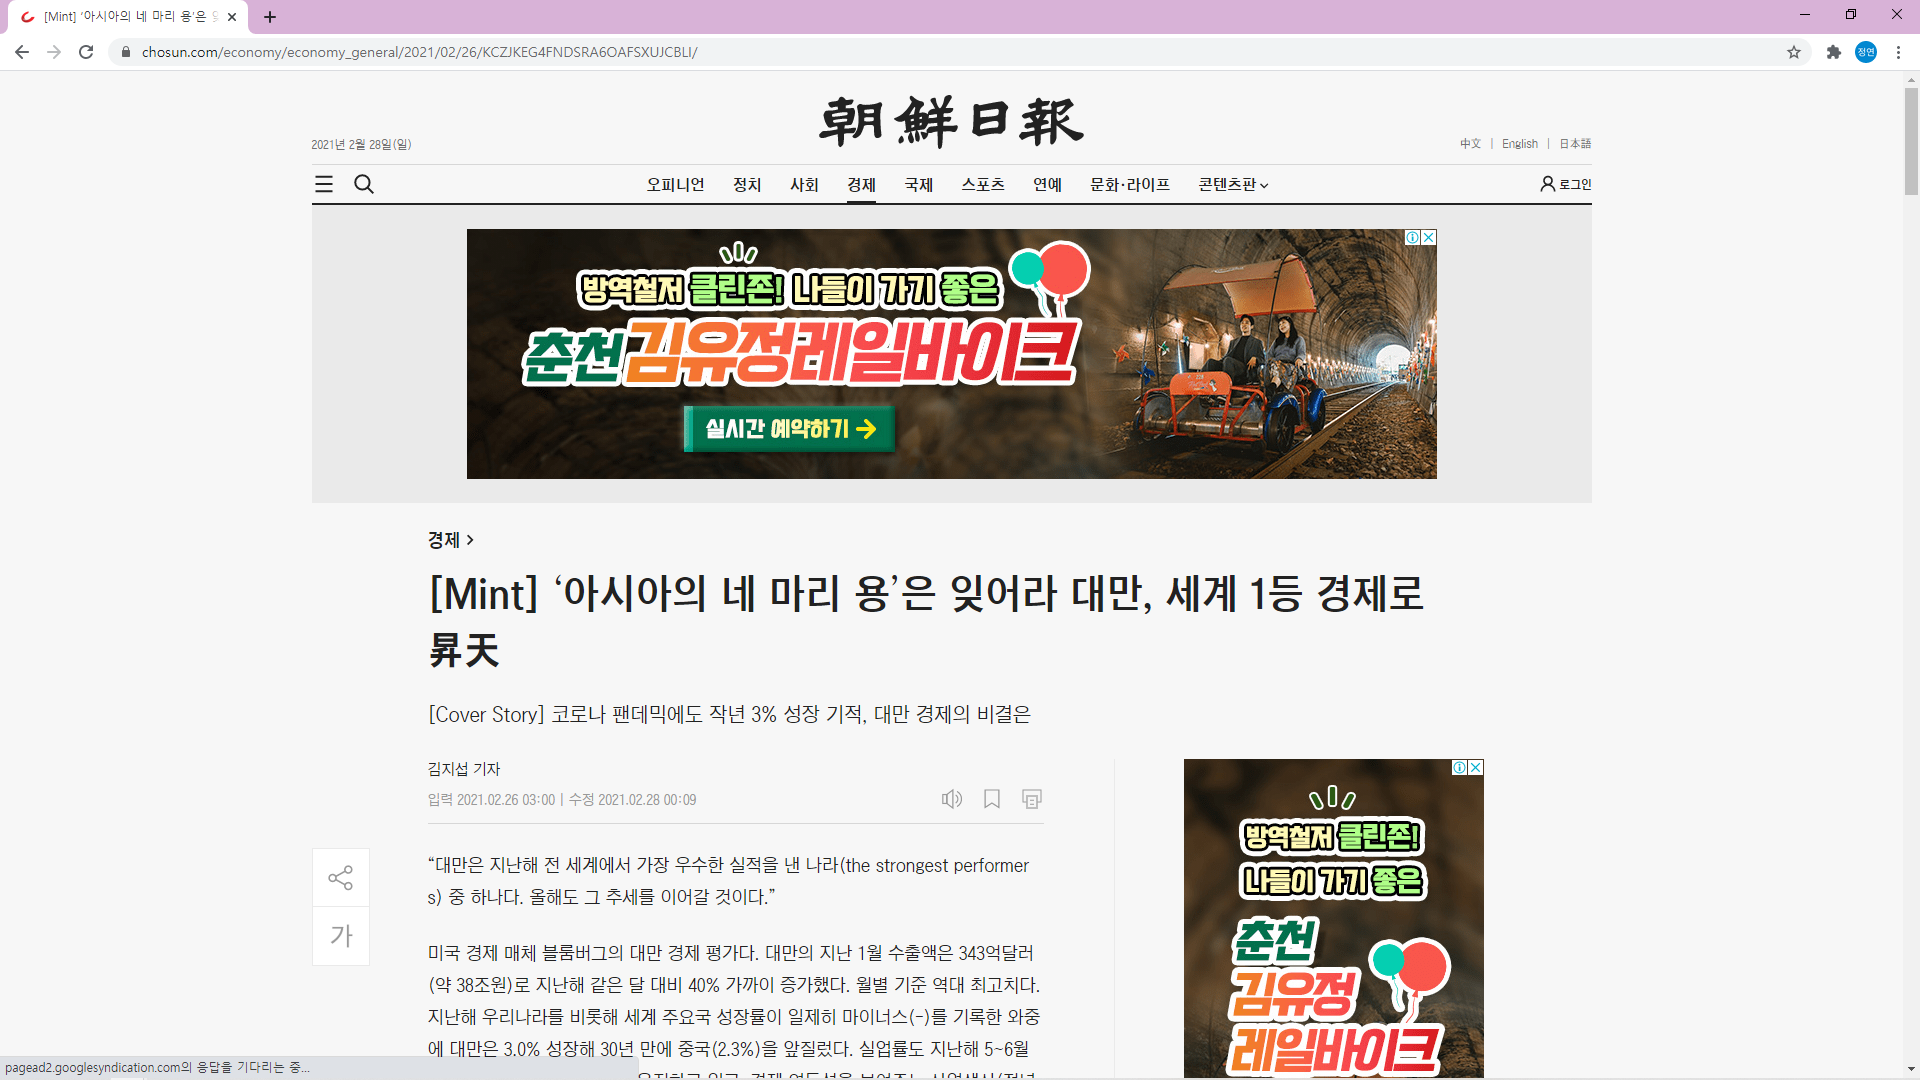 [Mint] '아시아의 네 마리 용'은
chosun.com/economy/economy_general/2021/02/26/KCZJKEG4FNDSRA6OAFSXUJCBLI/
정연
朝鮮日報
2021년 2월 28일(일)
中文 | English | 日本語
오피니언 정치 사회 경제 국제 스포츠 연예 문화·라이프 콘텐츠판 로그인
방역철저 클린존! 나들이 가기 좋은
춘천 김유정레일바이크
실시간 예약하기
경제
[Mint] ‘아시아의 네 마리 용’은 잊어라 대만, 세계 1등 경제로
昇天
[Cover Story] 코로나 팬데믹에도 작년 3% 성장 기적, 대만 경제의 비결은
김지섭 기자
입력 2021.02.26 03:00 | 수정 2021.02.28 00:09
가
“대만은 지난해 전 세계에서 가장 우수한 실적을 낸 나라(the strongest performer
s) 중 하나다. 올해도 그 추세를 이어갈 것이다.”
미국 경제 매체 블룸버그의 대만 경제 평가다. 대만의 지난 1월 수출액은 343억달러
(약 38조원)로 지난해 같은 달 대비 40% 가까이 증가했다. 월별 기준 역대 최고치다.
지난해 우리나라를 비롯해 세계 주요국 성장률이 일제히 마이너스(-)를 기록한 와중
에 대만은 3.0% 성장해 30년 만에 중국(2.3%)을 앞질렀다. 실업률도 지난해 5~6월
방역철저 클린존!
나들이 가기 좋은
춘천
김유정
레일바이크
pagead2.googlesyndication.com의 응답을 기다리는 중...